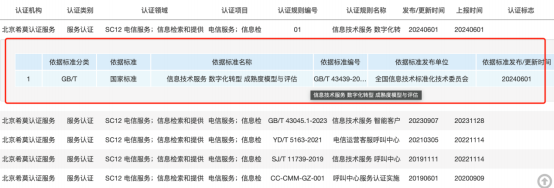 认证机构 认证类别 认证领域 认证项目 认证规则编号 认证规则名称 发布/更新时间 上报时间 认证标志
北京希莫认证服务 服务认证 SC12 电信服务；信息检索和提供 电信服务；信息检 01 信息技术服务 数字化转 20240601 20240601
依据标准分类 依据标准 依据标准名称 依据标准编号 依据标准发布单位 依据标准发布/更新时间
1 GB/T 国家标准 信息技术服务 数字化转型 成熟度模型与评估 GB/T 43439-20... 全国信息技术标准化技术委员会 20240601
信息技术服务 数字化转型 成熟度模型与评估
北京希莫认证服务 服务认证 SC12 电信服务；信息检索和提供 电信服务；信息检 GB/T 43045.1-2023 信息技术服务 智能客户 20230907 20231128
北京希莫认证服务 服务认证 SC12 电信服务；信息检索和提供 电信服务；信息检 YD/T 5163-2021 电信运营客服呼叫中心 20210305 20221114
北京希莫认证服务 服务认证 SC12 电信服务；信息检索和提供 电信服务；信息检 SJ/T 11739-2019 信息技术服务 呼叫中心 20191111 20221114
北京希莫认证服务 服务认证 SC12 电信服务；信息检索和提供 电信服务；信息检 CC-CMM-GZ-001 呼叫中心服务认证实施 20190601 20200909